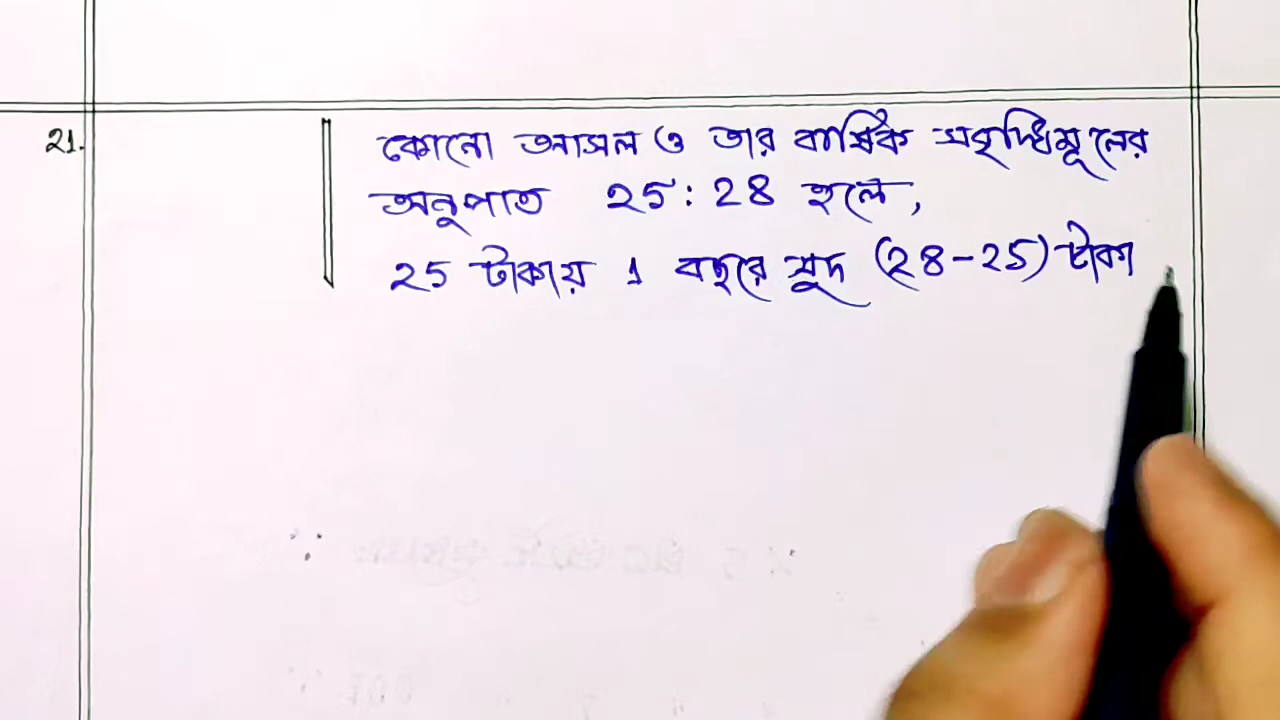 21.
কোনো আসল ও তার বার্ষিক সবৃদ্ধিমূলের
অনুপাত 25 : 28 হলে,
25 টাকায় 1 বছরে সুদ (28-25) টাকা